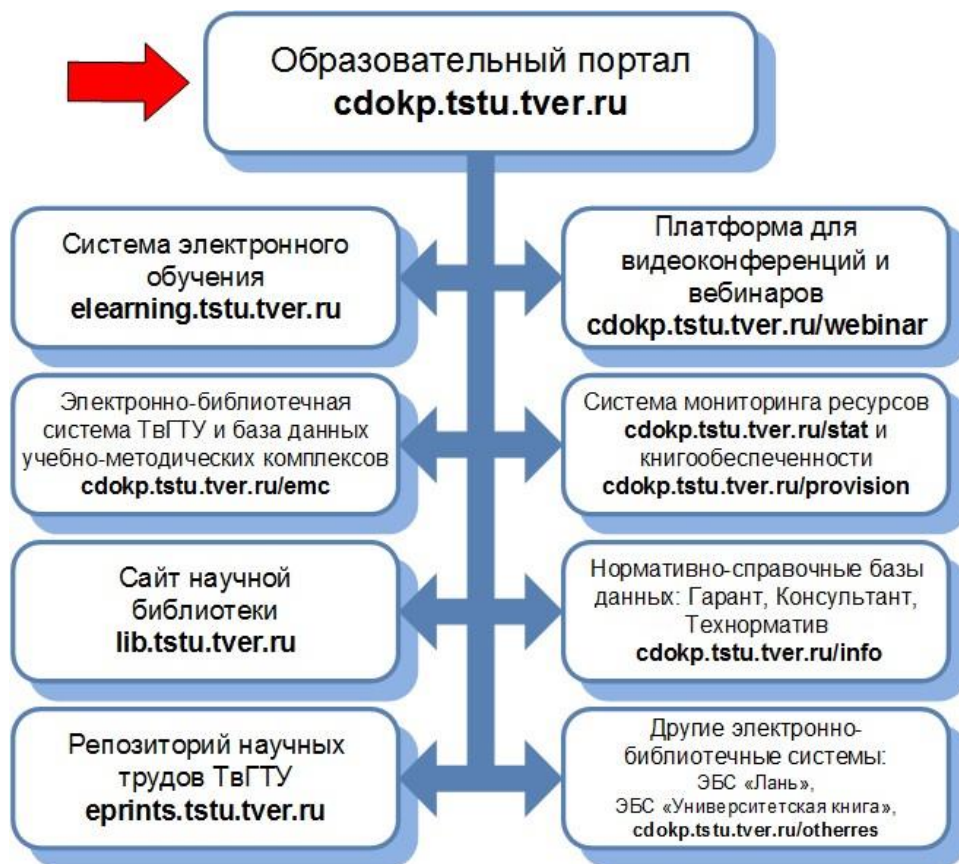 Образовательный портал
cdokp.tstu.tver.ru
Система электронного
обучения
elearning.tstu.tver.ru
Платформа для
видеоконференций и
вебинаров
cdokp.tstu.tver.ru/webinar
Электронно-библиотечная
система ТвГТУ и база данных
учебно-методических комплексов
cdokp.tstu.tver.ru/emc
Система мониторинга ресурсов
cdokp.tstu.tver.ru/stat и
книгообеспеченности
cdokp.tstu.tver.ru/provision
Сайт научной
библиотеки
lib.tstu.tver.ru
Нормативно-справочные базы
данных: Гарант, Консультант,
Технорматив
cdokp.tstu.tver.ru/info
Репозиторий научных
трудов ТвГТУ
eprints.tstu.tver.ru
Другие электронно-
библиотечные системы:
ЭБС «Лань»,
ЭБС «Университетская книга»,
cdokp.tstu.tver.ru/otherres